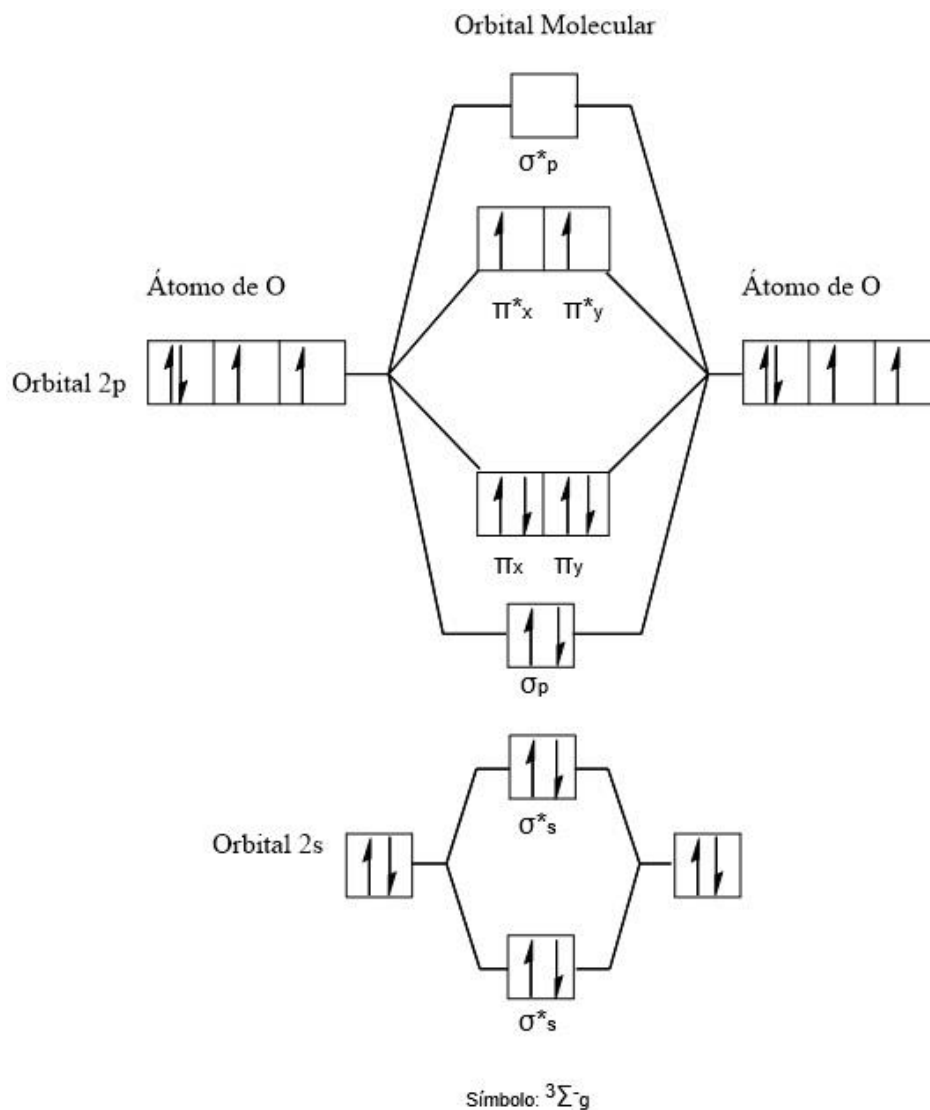 Orbital Molecular
σ*p
Átomo de O
Átomo de O
π*x π*y
Orbital 2p
πx πy
σp
σ*s
Orbital 2s
σ*s
Símbolo: ³Σ⁻g